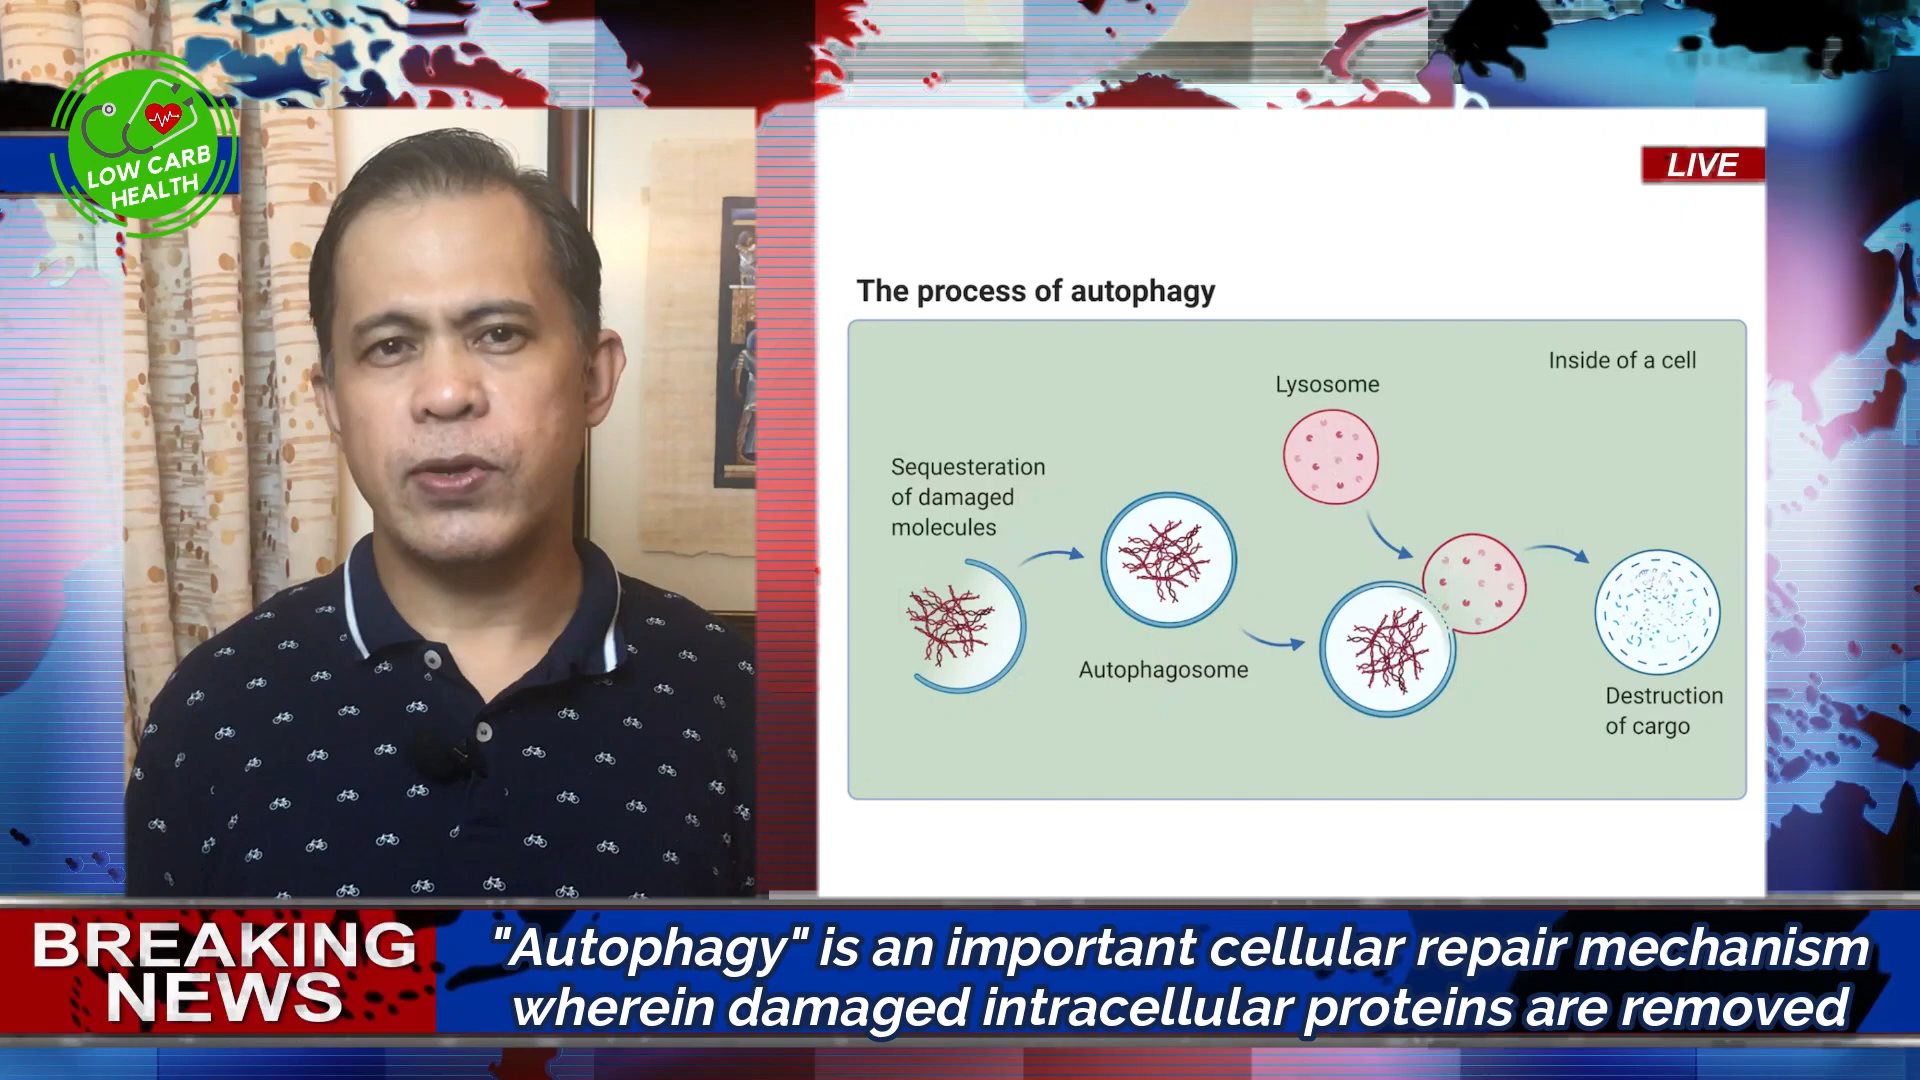 LOW CARB
HEALTH
LIVE
The process of autophagy
Inside of a cell
Lysosome
Sequesteration
of damaged
molecules
Autophagosome
Destruction
of cargo
BREAKING
NEWS
"Autophagy" is an important cellular repair mechanism
wherein damaged intracellular proteins are removed